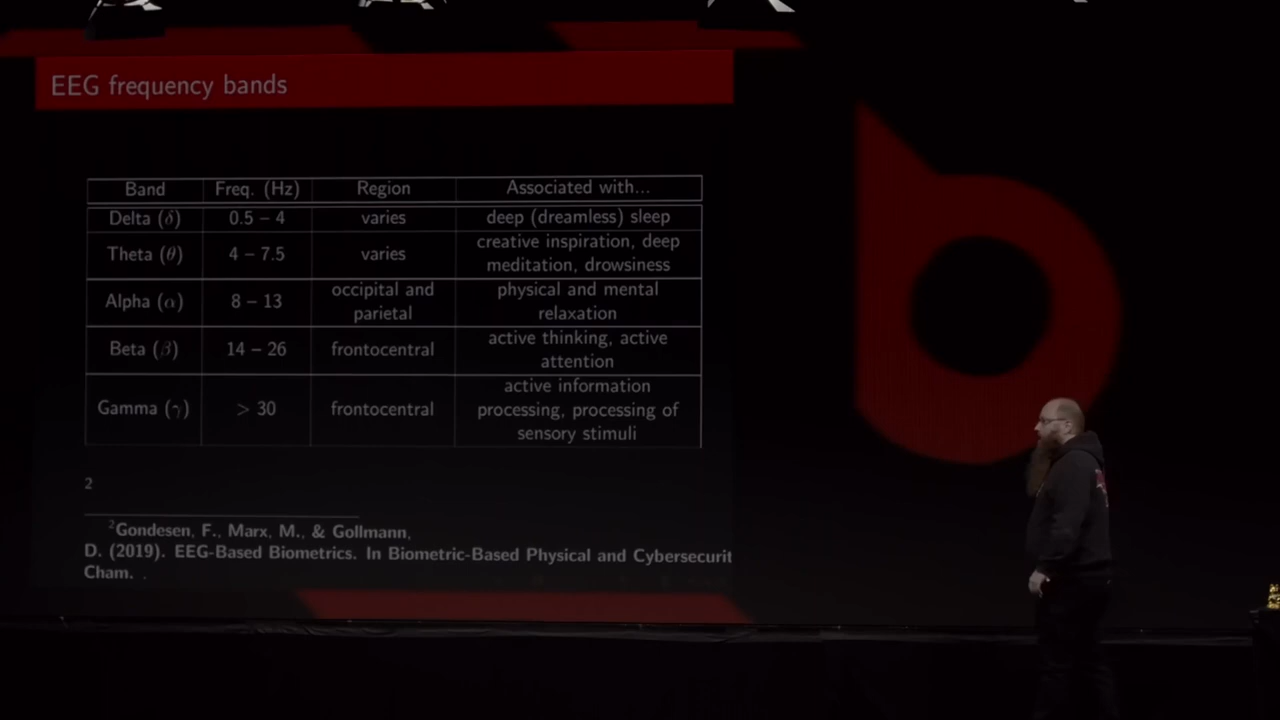 EEG frequency bands
Band Freq. (Hz) Region Associated with...
Delta (δ) 0.5 – 4 varies deep (dreamless) sleep
Theta (θ) 4 – 7.5 varies creative inspiration, deep
meditation, drowsiness
Alpha (α) 8 – 13 occipital and
parietal
physical and mental
relaxation
Beta (β) 14 – 26 frontocentral active thinking, active
attention
Gamma (γ) > 30 frontocentral active information
processing, processing of
sensory stimuli
2
2Gondesen, F., Marx, M., & Gollmann,
D. (2019). EEG-Based Biometrics. In Biometric-Based Physical and Cybersecurit
Cham. .